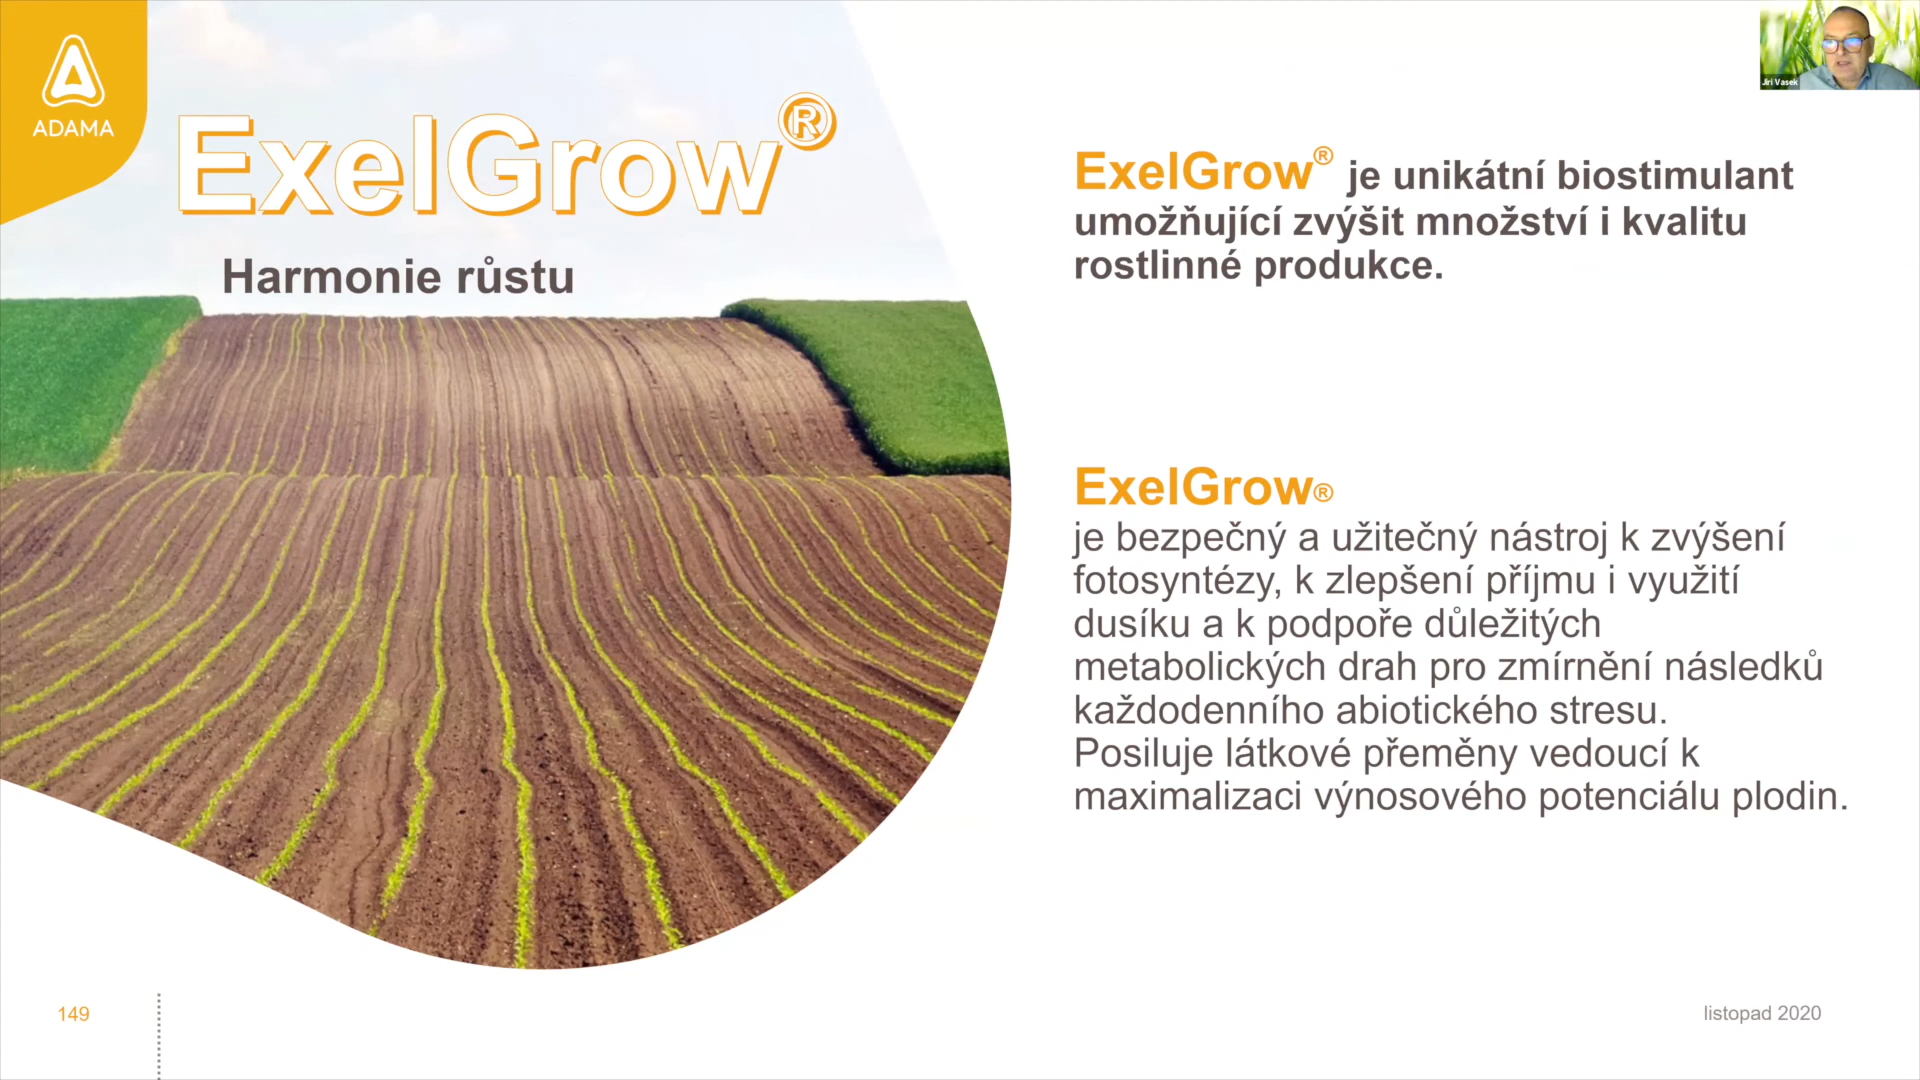 ADAMA
ExelGrow®
Harmonie růstu
Jiri Vasek
ExelGrow® je unikátní biostimulant
umožňující zvýšit množství i kvalitu
rostlinné produkce.
ExelGrow®
je bezpečný a užitečný nástroj k zvýšení
fotosyntézy, k zlepšení příjmu i využití
dusíku a k podpoře důležitých
metabolických drah pro zmírnění následků
každodenního abiotického stresu.
Posiluje látkové přeměny vedoucí k
maximalizaci výnosového potenciálu plodin.
149
listopad 2020